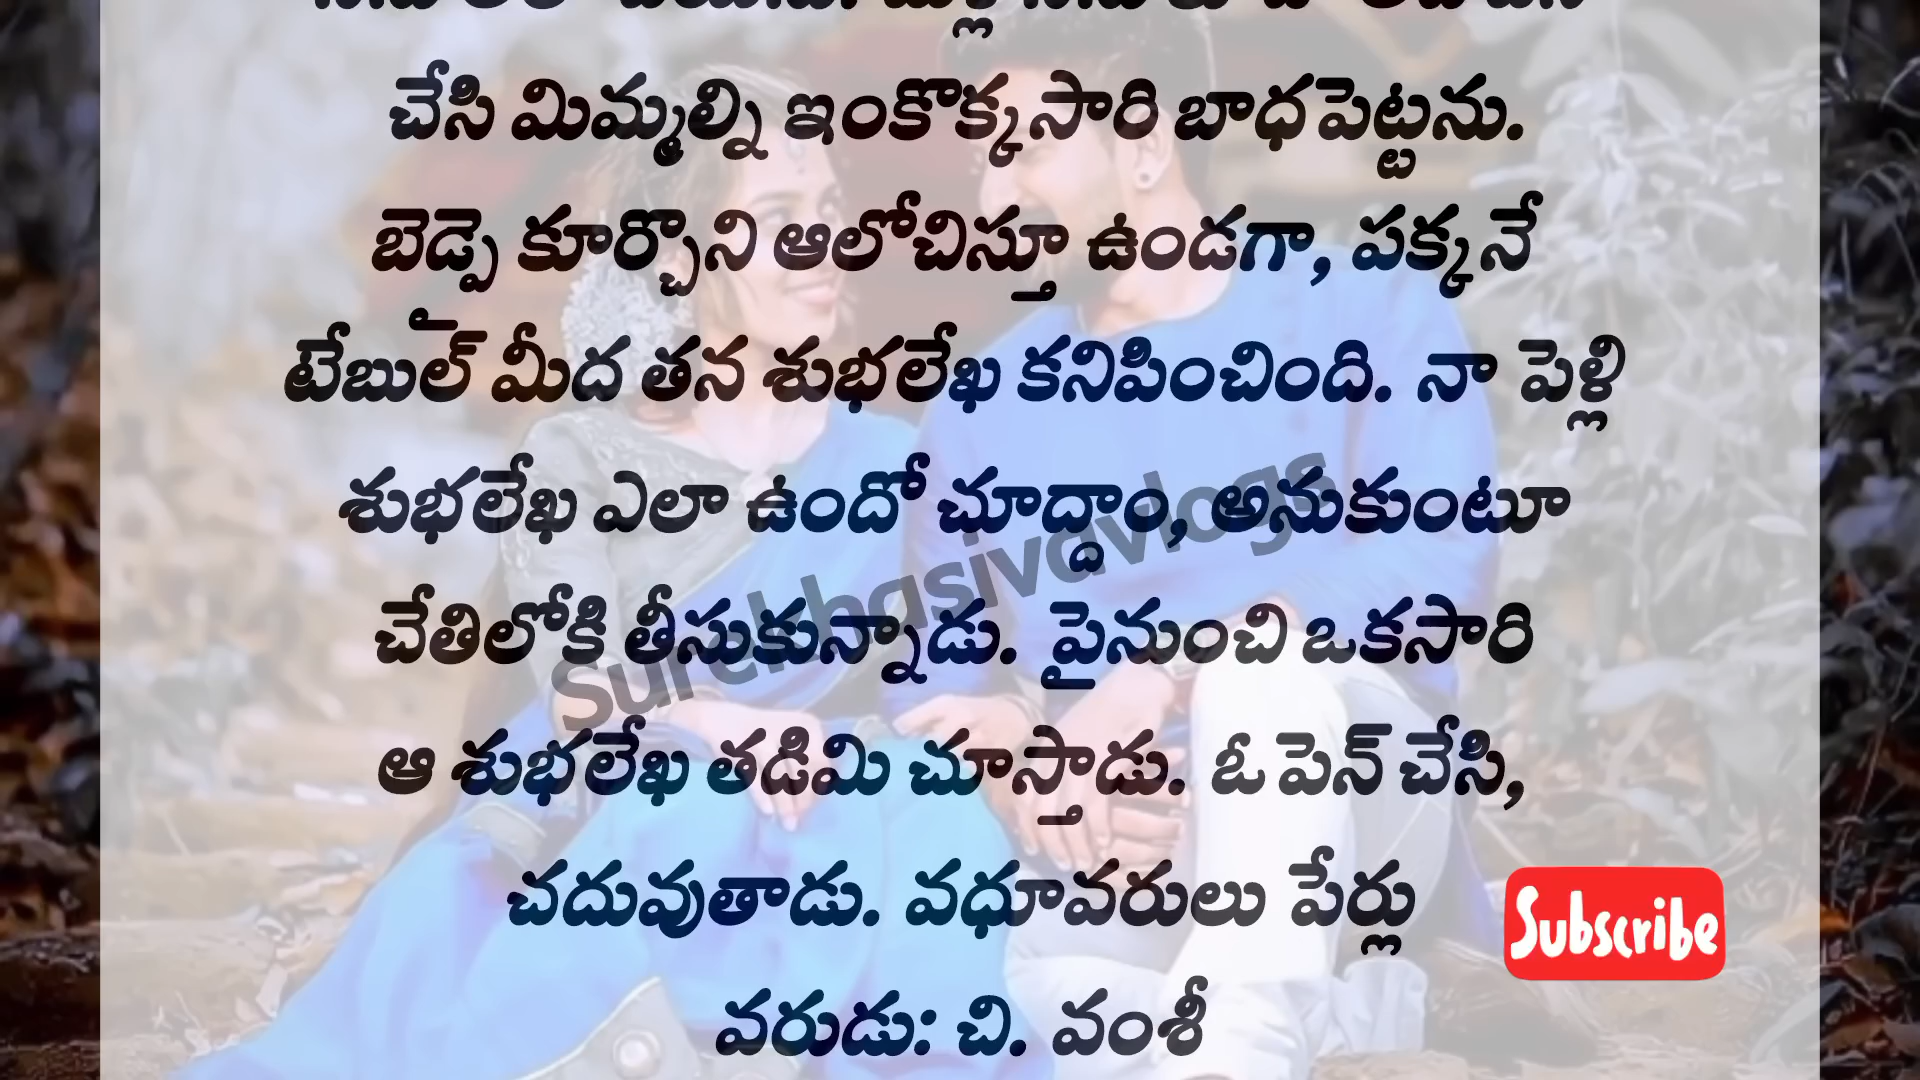 చేసి మిమ్మల్ని ఇంకొక్కసారి బాధపెట్టను.
బెడ్పై కూర్చొని ఆలోచిస్తూ ఉండగా, పక్కనే
టేబుల్ మీద తన శుభలేఖ కనిపించింది. నా పెళ్లి
శుభలేఖ ఎలా ఉందో చూద్దాం, అనుకుంటూ
Surekhasivavlogs
చేతిలోకి తీసుకున్నాడు. పైనుంచి ఒకసారి
ఆ శుభలేఖ తడిమి చూస్తాడు. ఓ పెన్ చేసి,
చదువుతాడు. వధూవరులు పేర్లు
Subscribe
వరుడు: చి. వంశీ